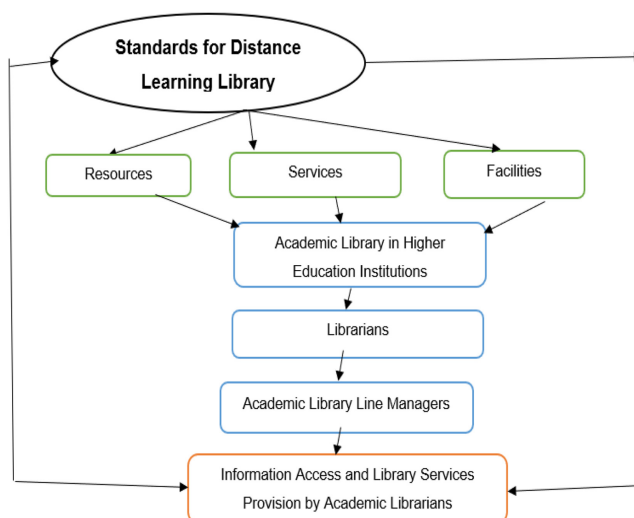 Standards for Distance
Learning Library
Resources
Services
Facilities
Academic Library in Higher
Education Institutions
Librarians
Academic Library Line Managers
Information Access and Library Services
Provision by Academic Librarians